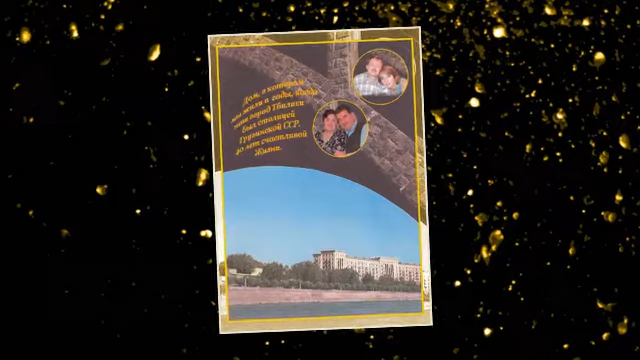 Дом, в котором
мы жили в годы, когда
наш город Тбилиси
был столицей
Грузинской ССР.
40 лет счастливой
Жизни.